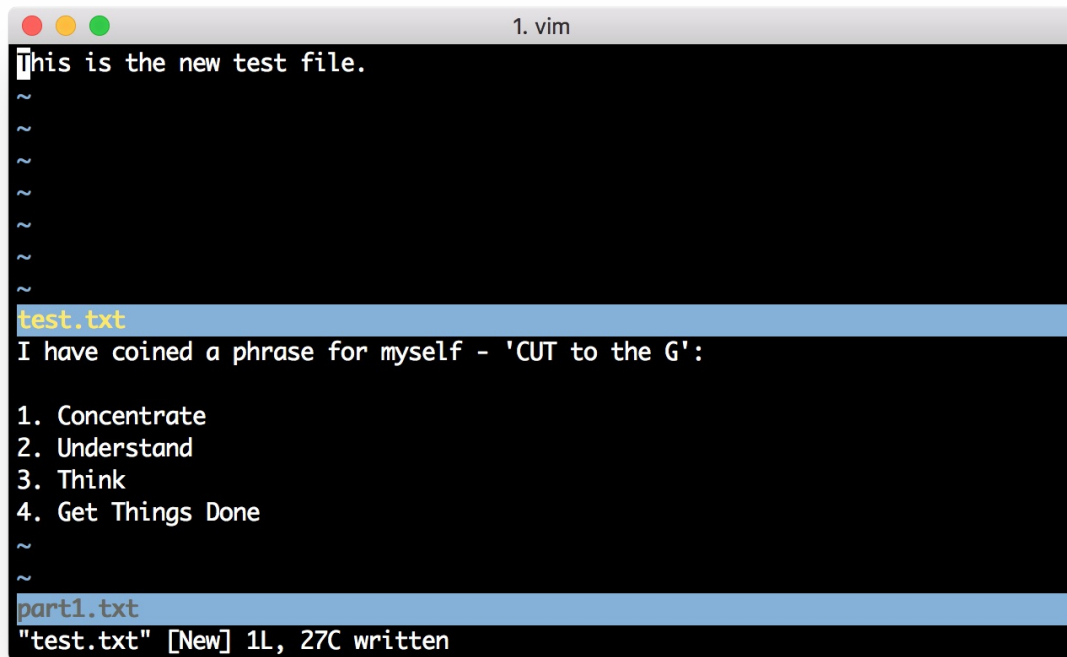 1. vim
This is the new test file.
~
~
~
~
~
~
~
test.txt
I have coined a phrase for myself - 'CUT to the G':
1. Concentrate
2. Understand
3. Think
4. Get Things Done
~
~
part1.txt
"test.txt" [New] 1L, 27C written